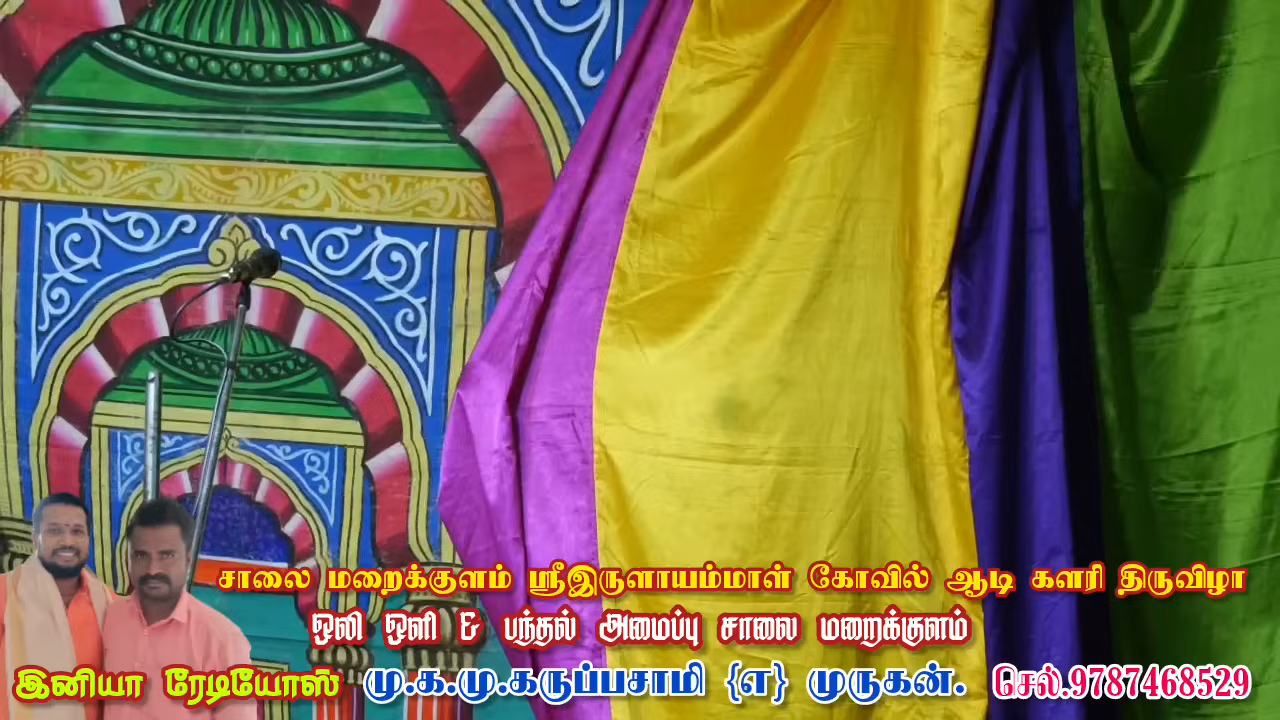 சாலை மறைக்குளம் ஸ்ரீஇருளாயம்மாள் கோவில் ஆடி களரி திருவிழா
ஒலி ஒளி & பந்தல் அமைப்பு சாலை மறைக்குளம்
இனியா ரேடியோஸ் மு.க.மு.கருப்பசாமி {எ} முருகன். செல்.9787468529